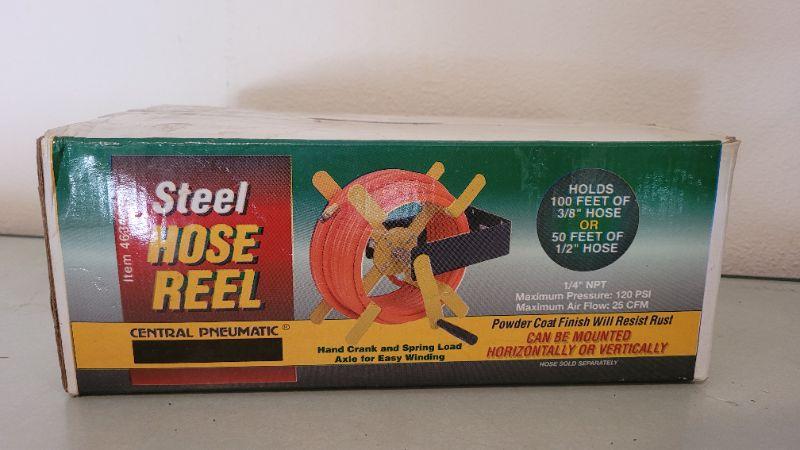 Steel
HOSE
REEL
Item
CENTRAL PNEUMATIC®
Hand Crank and Spring Load
Axle for Easy Winding
HOLDS
100 FEET OF
3/8" HOSE
OR
50 FEET OF
1/2" HOSE
1/4" NPT
Maximum Pressure: 120 PSI
Maximum Air Flow: 25 CFM
Powder Coat Finish Will Resist Rust
CAN BE MOUNTED
HORIZONTALLY OR VERTICALLY
HOSE SOLD SEPARATELY